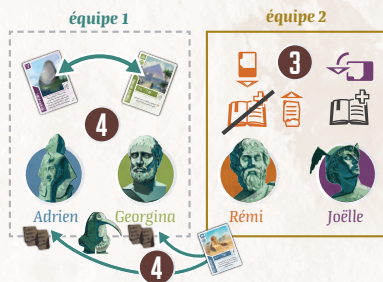 équipe 1
équipe 2
3
4
Adrien
Georgina
Rémi
Joëlle
4